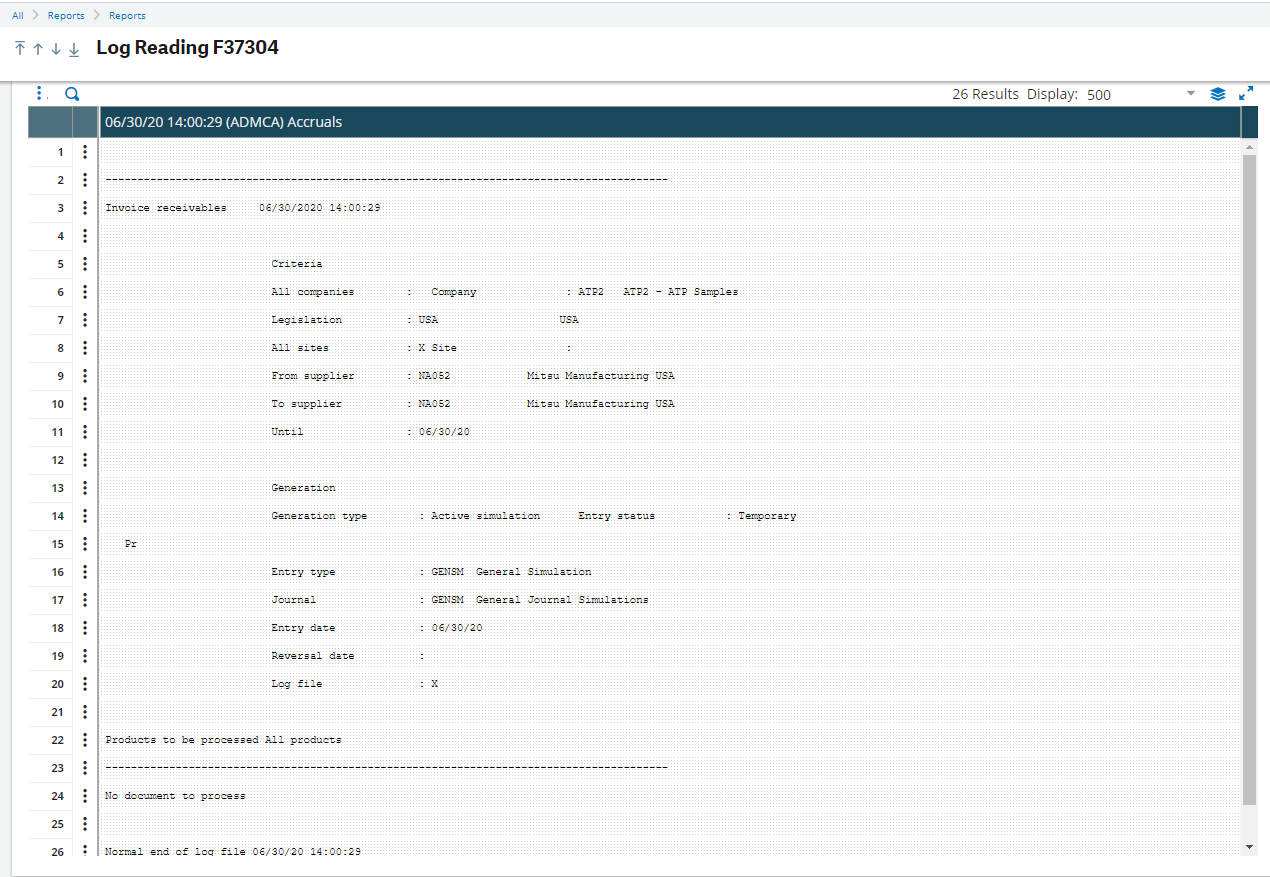 All > Reports > Reports
Log Reading F37304
26 Results Display: 500
06/30/20 14:00:29 (ADMCA) Accruals
1
2 ----------------------------------------------------------------------------------------
3 Invoice receivables 06/30/2020 14:00:29
4
5 Criteria
6 All companies : Company : ATP2 ATP2 - ATP Samples
7 Legislation : USA USA
8 All sites : X Site :
9 From supplier : NA052 Mitsu Manufacturing USA
10 To supplier : NA052 Mitsu Manufacturing USA
11 Until : 06/30/20
12
13 Generation
14 Generation type : Active simulation Entry status : Temporary
15 Pr
16 Entry type : GENSM General Simulation
17 Journal : GENSM General Journal Simulations
18 Entry date : 06/30/20
19 Reversal date :
20 Log file : X
21
22 Products to be processed All products
23 ----------------------------------------------------------------------------------------
24 No document to process
25
26 Normal end of log file 06/30/20 14:00:29